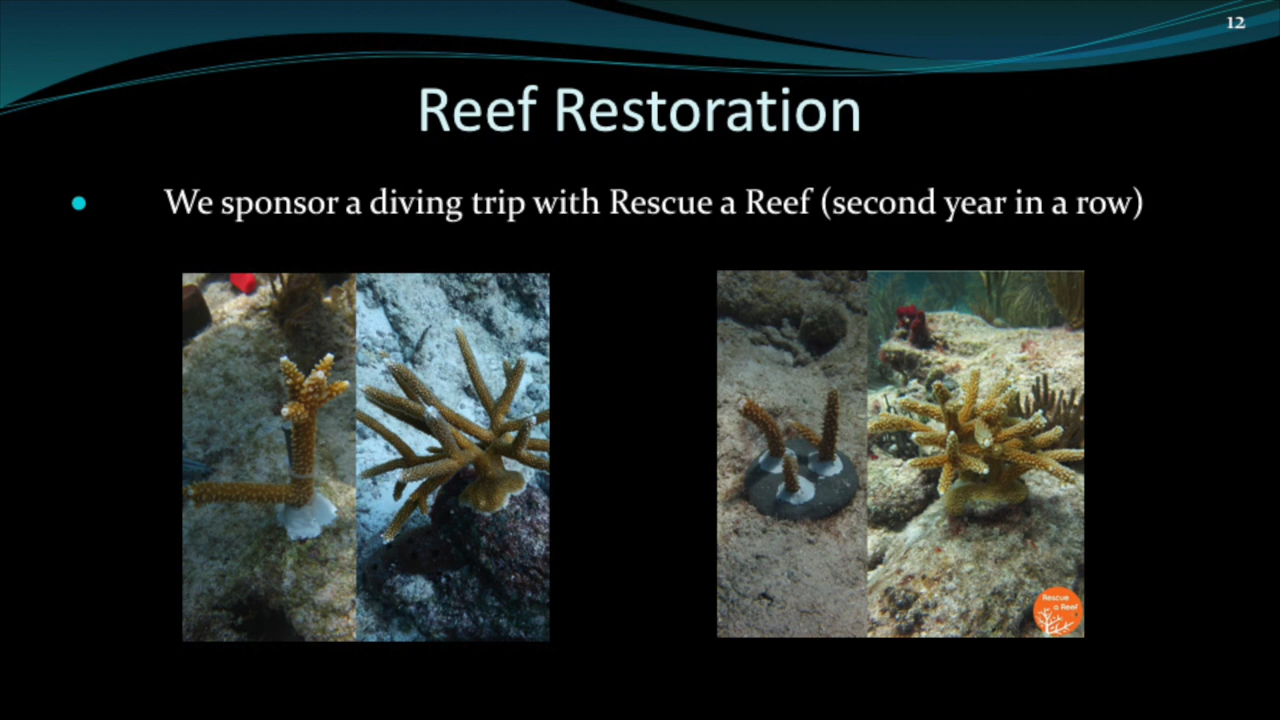 12
Reef Restoration
We sponsor a diving trip with Rescue a Reef (second year in a row)
Rescue
a Reef